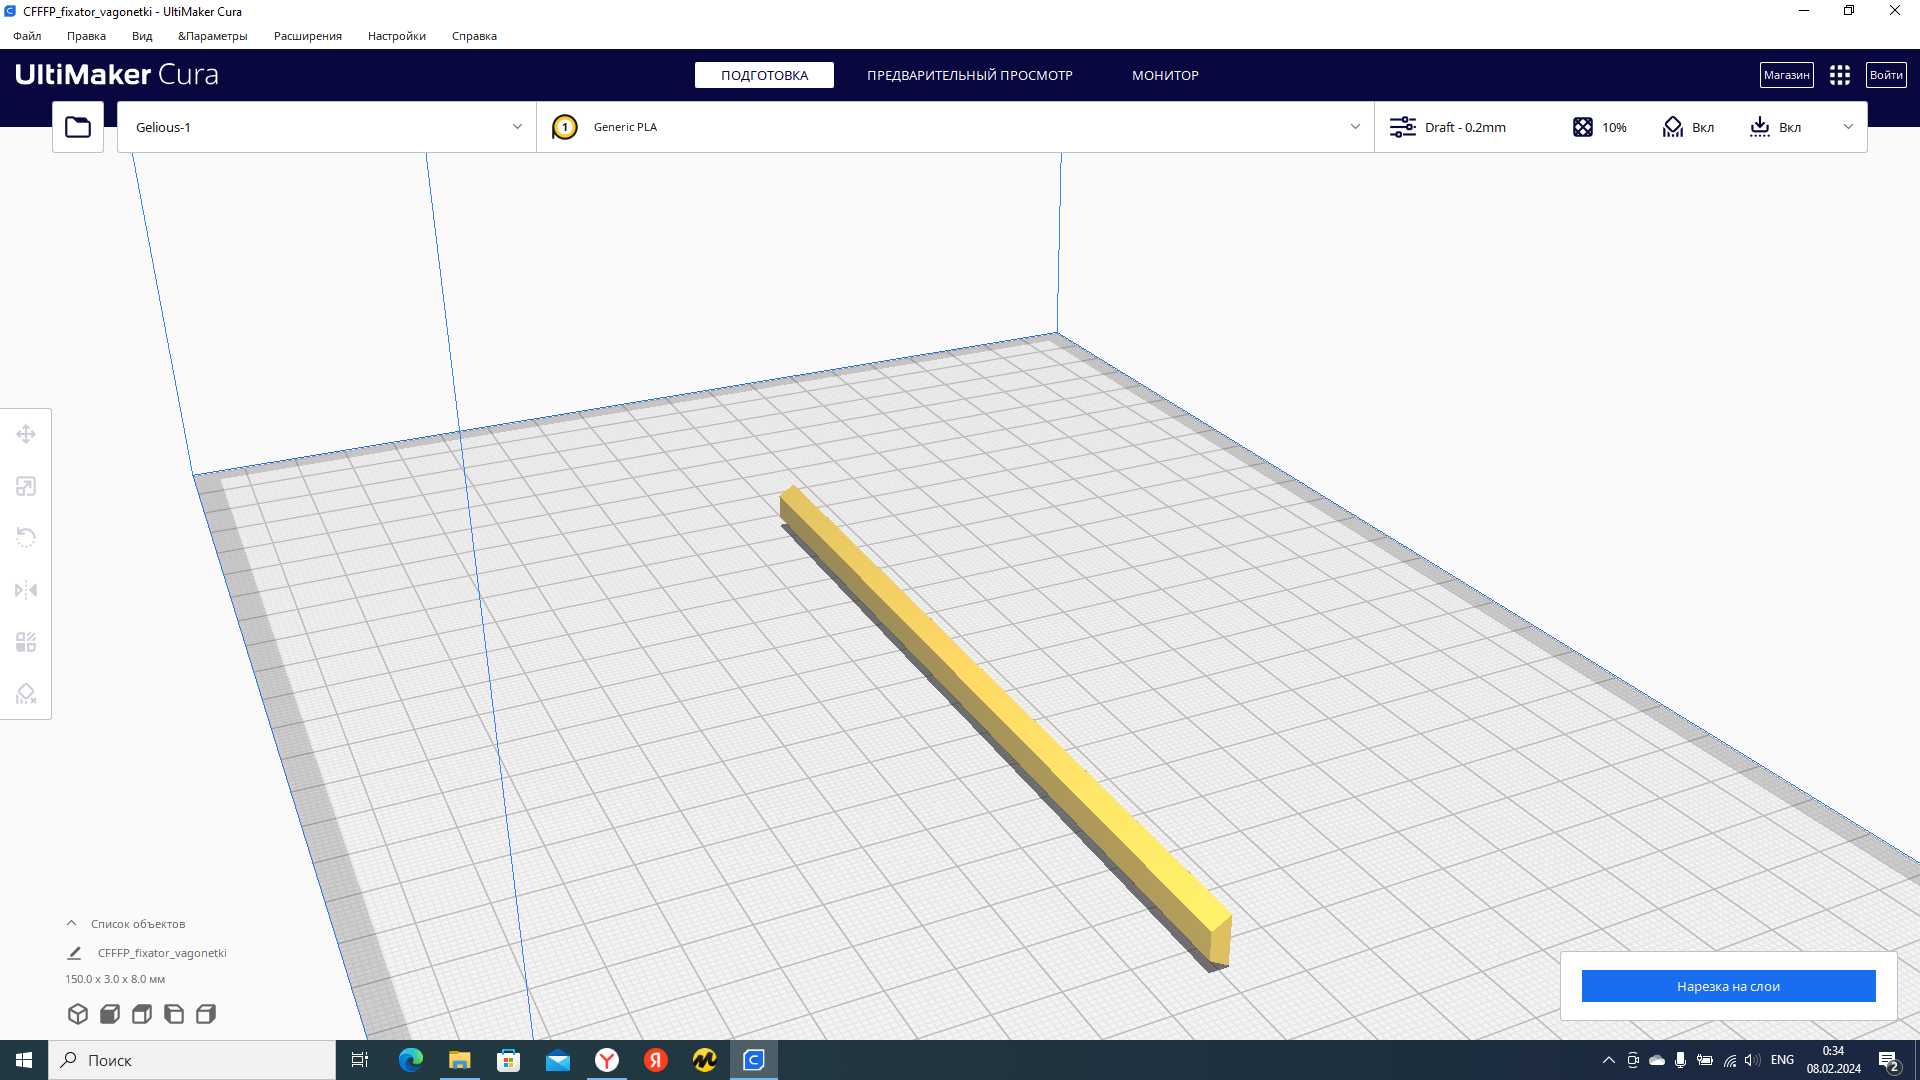 CFFFP_fixator_vagonetki - UltiMaker Cura
Файл Правка Вид &Параметры Расширения Настройки Справка
UltiMaker Cura ПОДГОТОВКА ПРЕДВАРИТЕЛЬНЫЙ ПРОСМОТР МОНИТОР Магазин Войти
Gelious-1 1 Generic PLA Draft - 0.2mm 10% Вкл Вкл
Список объектов
CFFFP_fixator_vagonetki
150.0 x 3.0 x 8.0 мм
Нарезка на слои
Поиск
ENG
0:34
08.02.2024
2